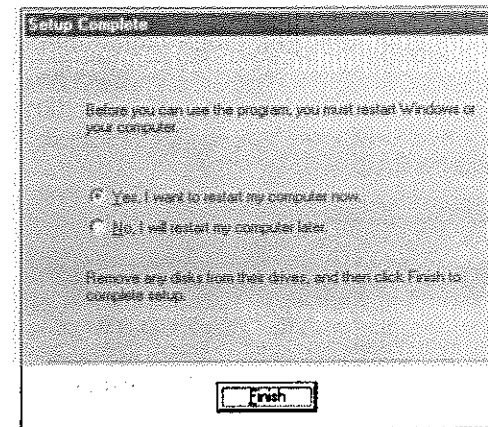 Setup Complete
Before you can use the program, you must restart Windows or
your computer.
Yes, I want to restart my computer now.
No, I will restart my computer later.
Remove any disks from their drives, and then click Finish to
complete setup.
Finish